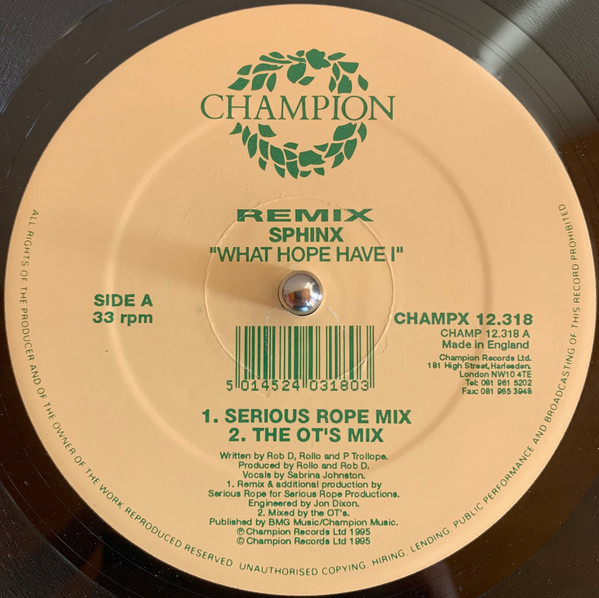 CHAMPION
REMIX
SPHINX
"WHAT HOPE HAVE I"
SIDE A
33 rpm
CHAMPX 12.318
CHAMP 12.318 A
Made in England
Champion Records Ltd.
181 High Street, Harlesden.
London NW10 4TE
Tel: 081 961 5202
Fax: 081 965 3948
5 014524 031803
1. SERIOUS ROPE MIX
2. THE OT'S MIX
Written by Rob D, Rollo and P Trollope.
Produced by Rollo and Rob D.
Vocals by Sabrina Johnston.
1. Remix & additional production by
Serious Rope for Serious Rope Productions.
Engineered by Jon Dixon.
2. Mixed by the OT's.
Published by BMG Music/Champion Music.
℗ Champion Records Ltd 1995
© Champion Records Ltd 1995
ALL RIGHTS OF THE PRODUCER AND OF THE OWNER OF THE WORK REPRODUCED RESERVED. UNAUTHORISED COPYING. HIRING. LENDING. PUBLIC PERFORMANCE AND BROADCASTING OF THIS RECORD PROHIBITED